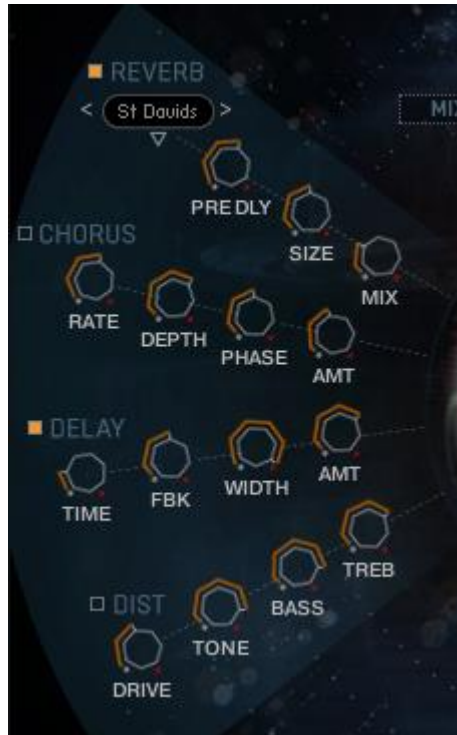 REVERB
< St Davids >
MIX
PRE DLY
SIZE
MIX
CHORUS
RATE
DEPTH
PHASE
AMT
DELAY
TIME
FBK
WIDTH
AMT
DIST
DRIVE
TONE
BASS
TREB